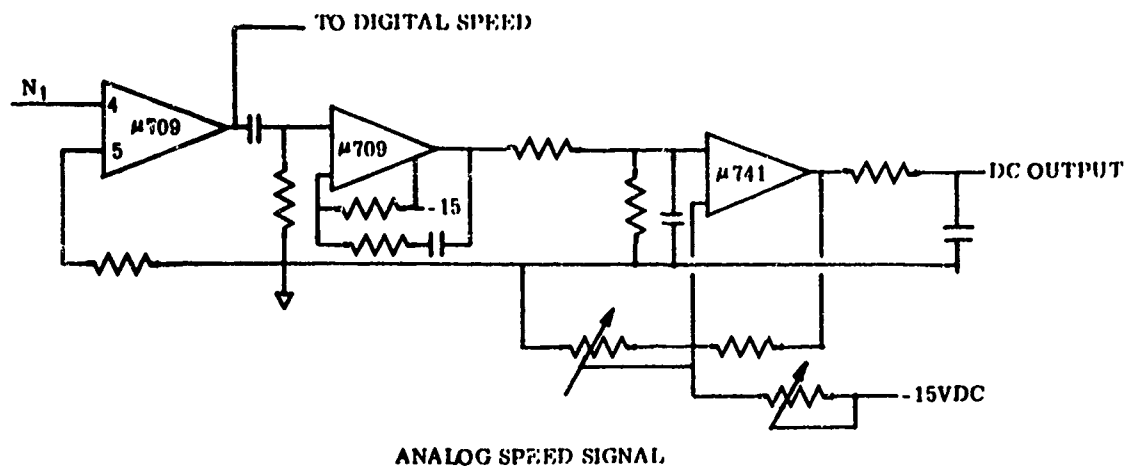 TO DIGITAL SPEED
N1
4
μ709
5
μ709
-15
μ741
DC OUTPUT
-15VDC
ANALOG SPEED SIGNAL